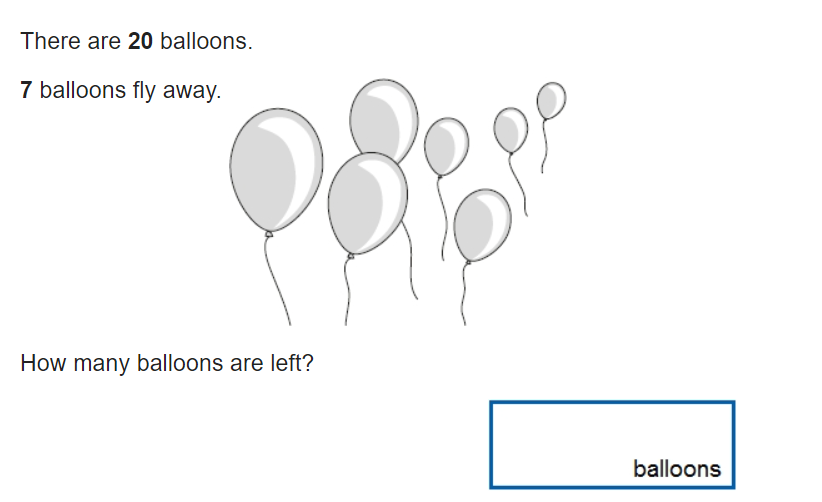 There are 20 balloons.
7 balloons fly away.
How many balloons are left?
balloons